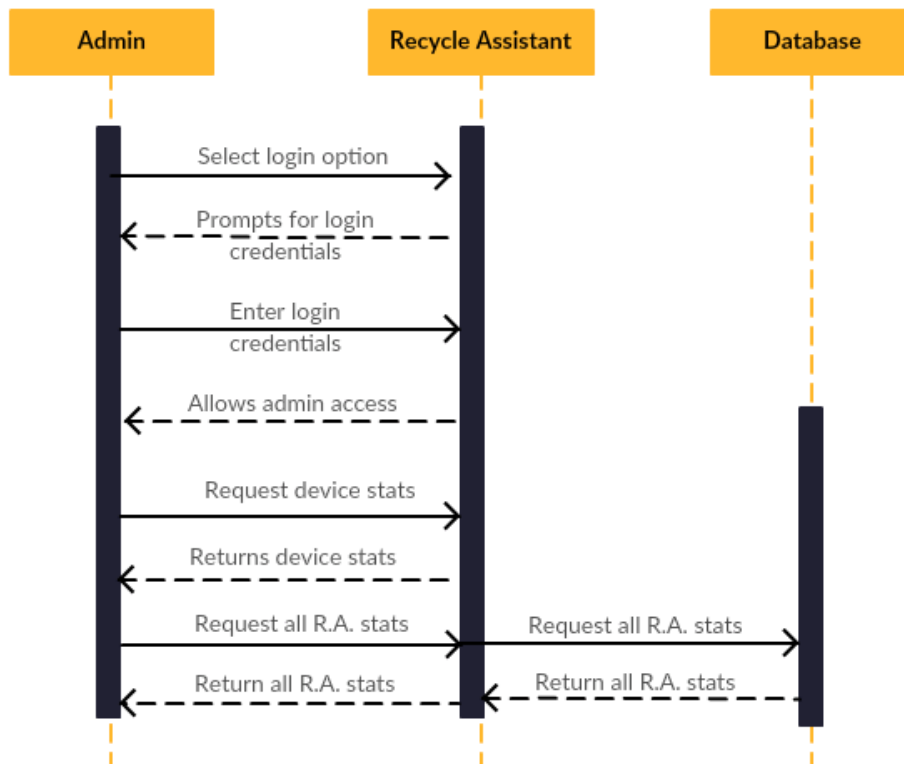 Admin
Recycle Assistant
Database
Select login option
Prompts for login
credentials
Enter login
credentials
Allows admin access
Request device stats
Returns device stats
Request all R.A. stats
Request all R.A. stats
Return all R.A. stats
Return all R.A. stats